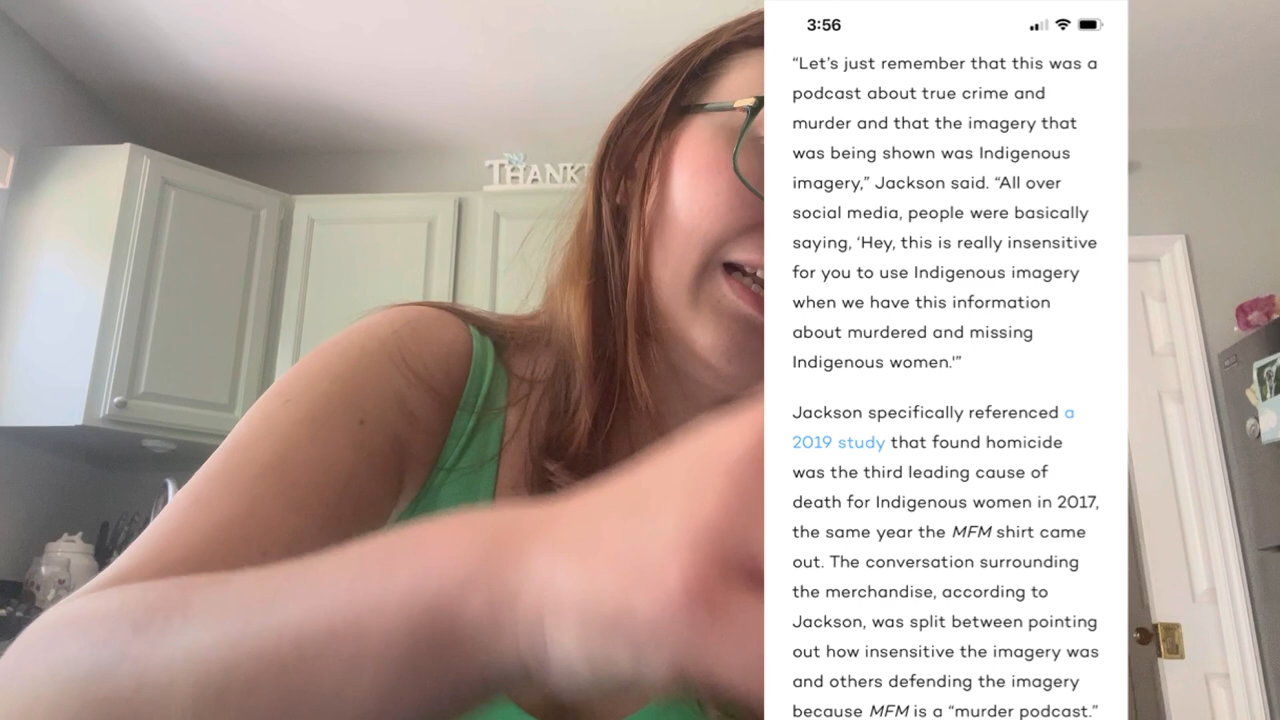 THANK
3:56
“Let’s just remember that this was a
podcast about true crime and
murder and that the imagery that
was being shown was Indigenous
imagery,” Jackson said. “All over
social media, people were basically
saying, ‘Hey, this is really insensitive
for you to use Indigenous imagery
when we have this information
about murdered and missing
Indigenous women.'”
Jackson specifically referenced a
2019 study that found homicide
was the third leading cause of
death for Indigenous women in 2017,
the same year the MFM shirt came
out. The conversation surrounding
the merchandise, according to
Jackson, was split between pointing
out how insensitive the imagery was
and others defending the imagery
because MFM is a “murder podcast.”